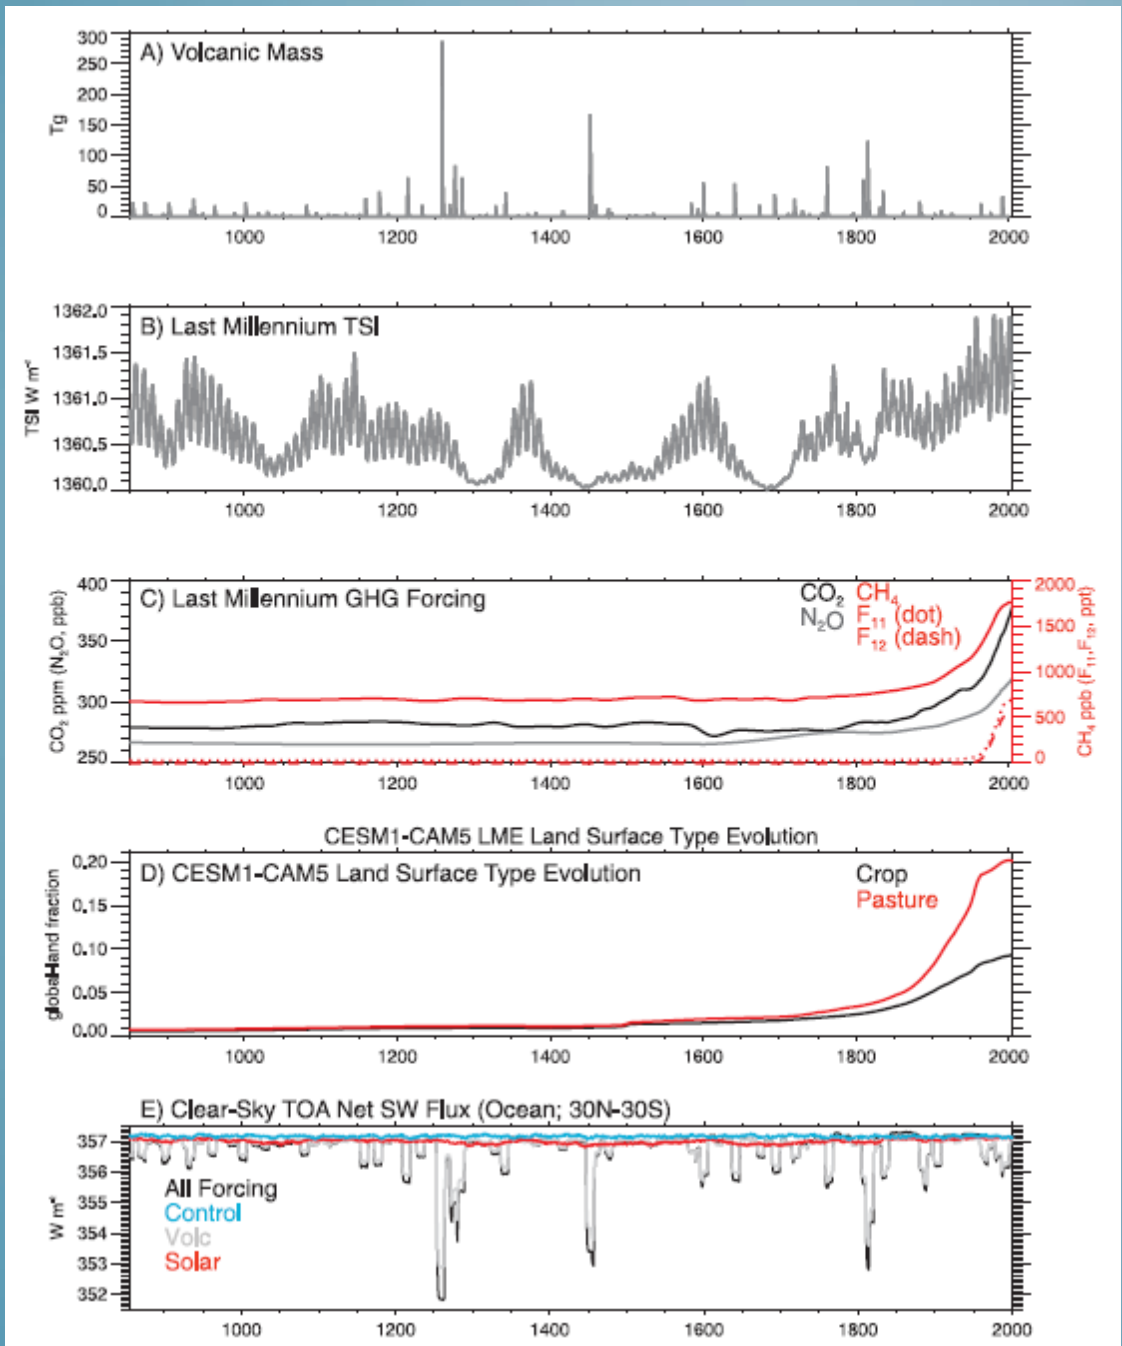 A) Volcanic Mass
Tg
300
250
200
150
100
50
0
1000 1200 1400 1600 1800 2000
B) Last Millennium TSI
TSI W m⁻²
1362.0
1361.5
1361.0
1360.5
1360.0
1000 1200 1400 1600 1800 2000
C) Last Millennium GHG Forcing
CO₂ ppm (N₂O, ppb)
400
350
300
250
CO₂ CH₄
N₂O F₁₁ (dot)
F₁₂ (dash)
2000
1500
1000
500
0
CH₄ ppb (F₁₁,F₁₂, ppt)
1000 1200 1400 1600 1800 2000
CESM1-CAM5 LME Land Surface Type Evolution
D) CESM1-CAM5 Land Surface Type Evolution
Crop
Pasture
global land fraction
0.20
0.15
0.10
0.05
0.00
1000 1200 1400 1600 1800 2000
E) Clear-Sky TOA Net SW Flux (Ocean; 30N-30S)
W m⁻²
357
356
355
354
353
352
All Forcing
Control
Volc
Solar
1000 1200 1400 1600 1800 2000